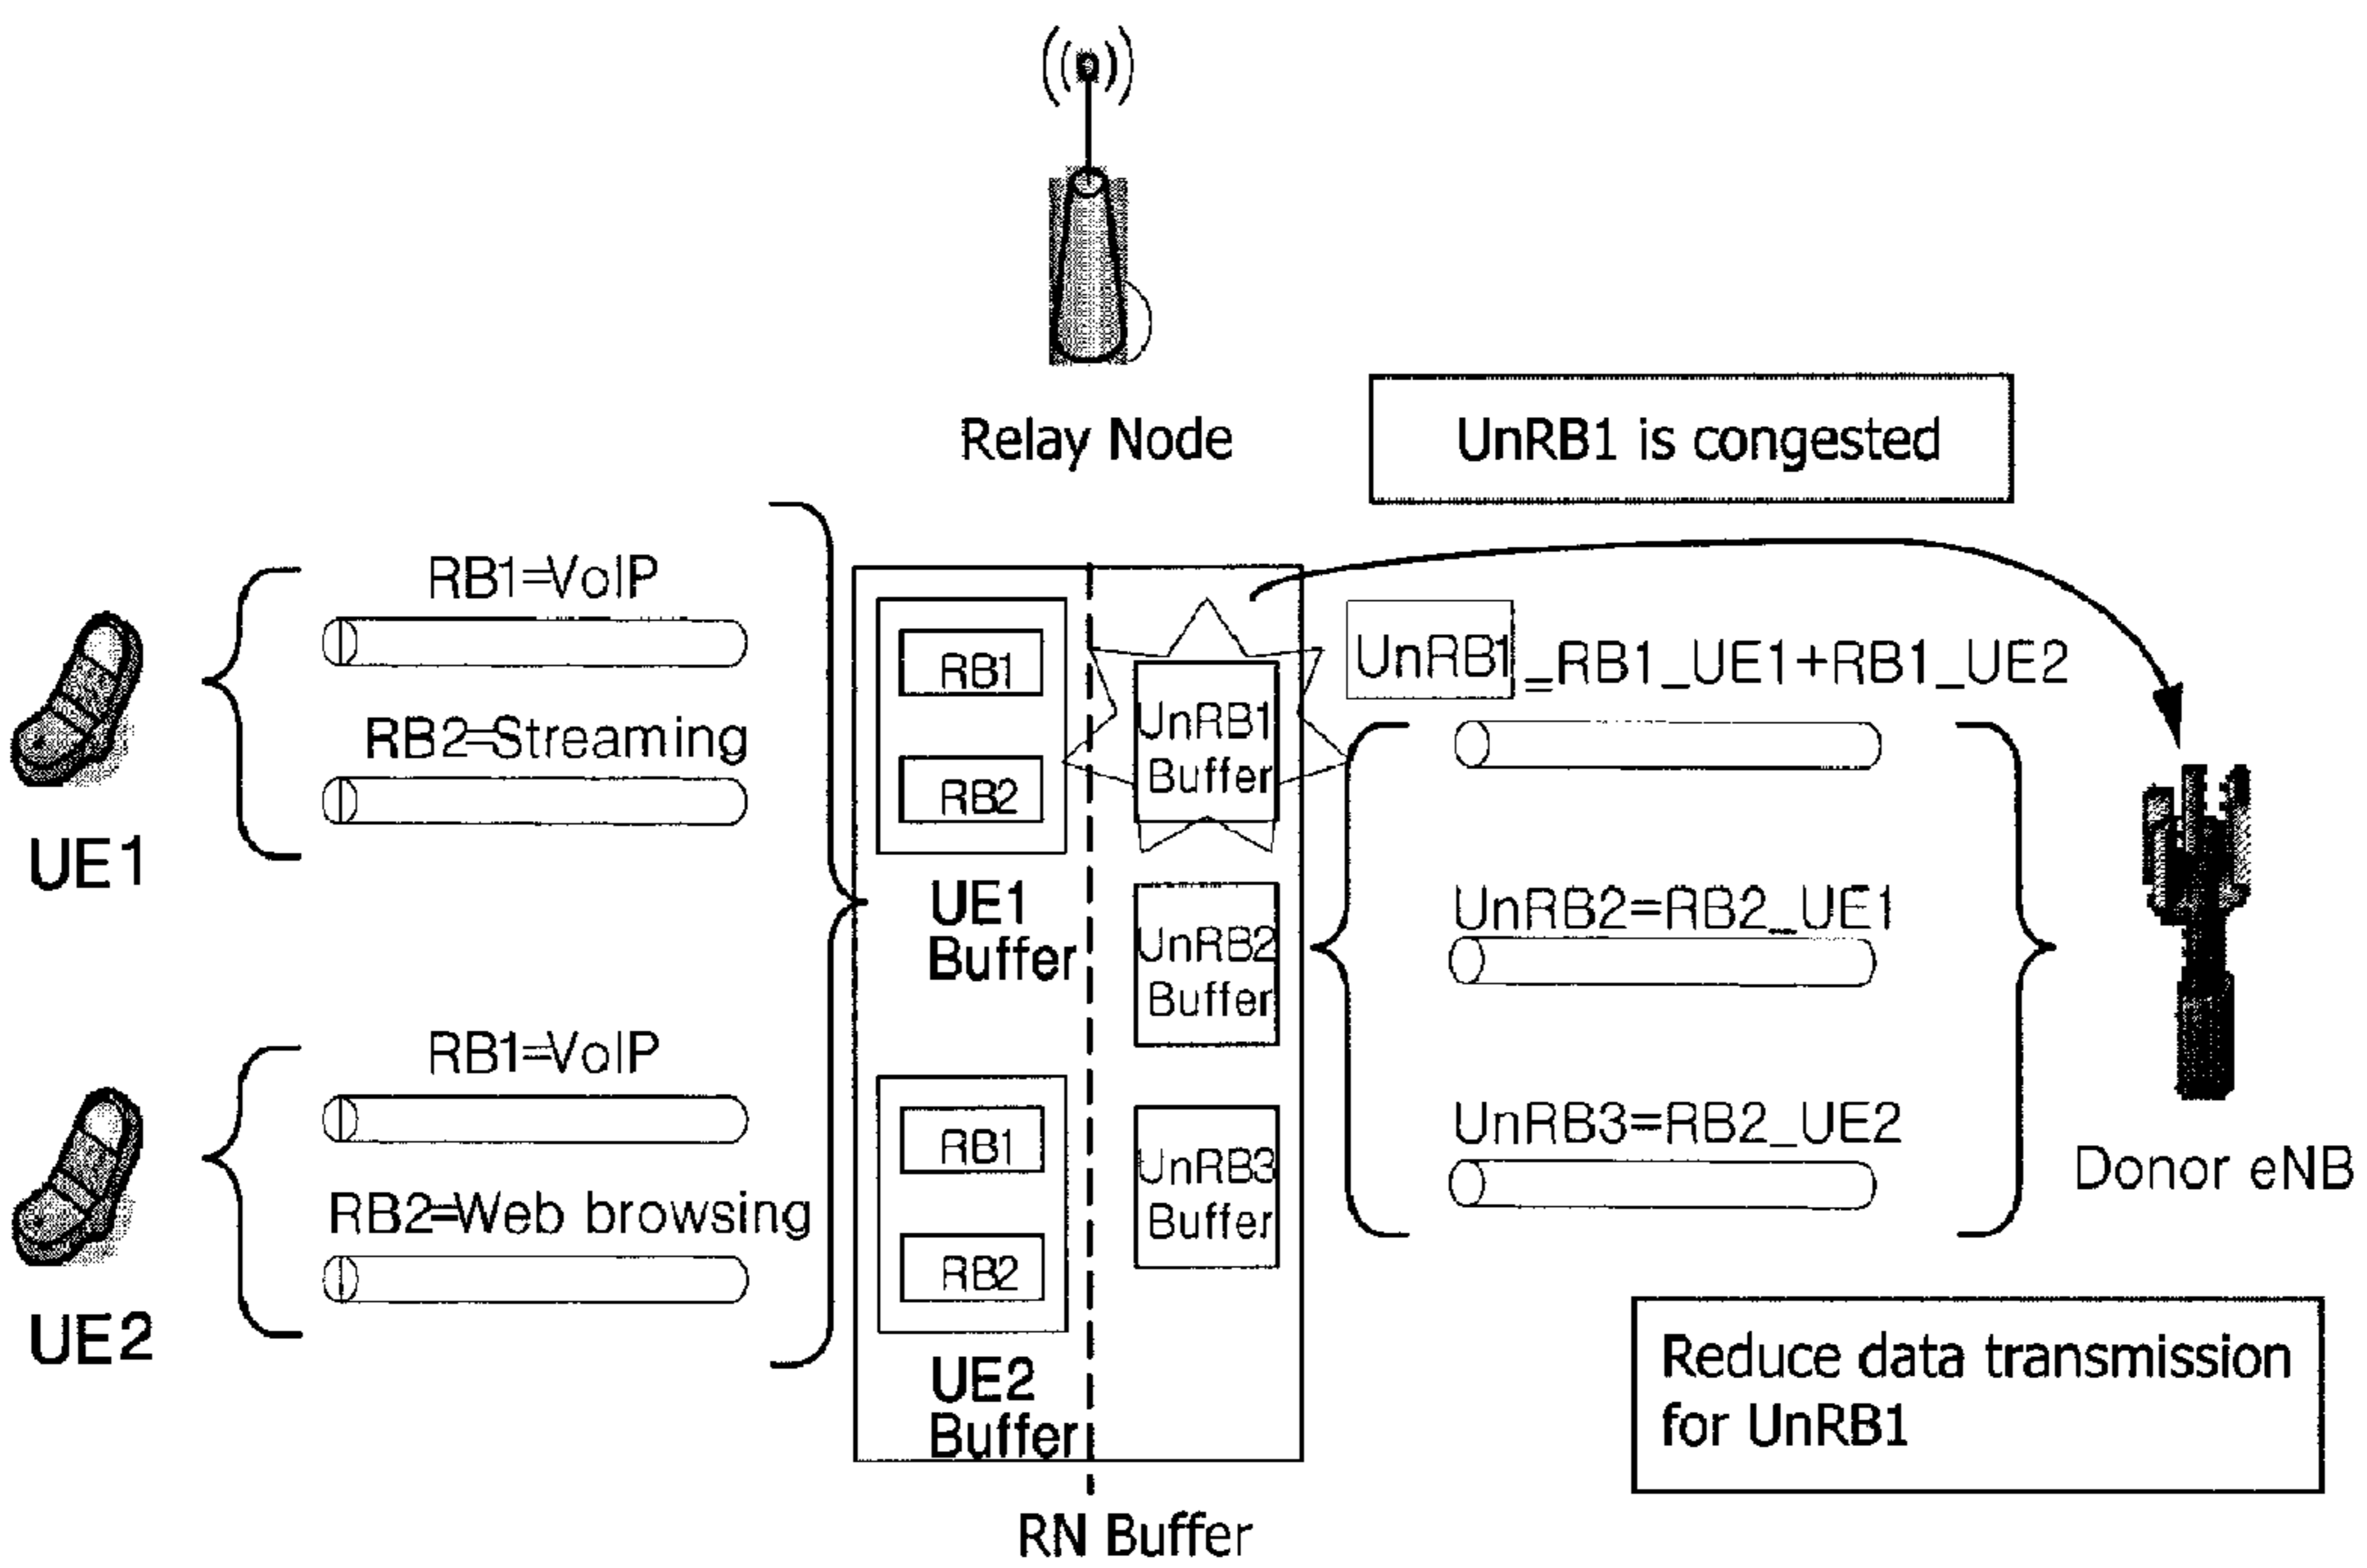 Relay Node
UnRB1 is congested
RB1=VoIP
RB2=Streaming
UE1
RB1=VoIP
RB2=Web browsing
UE2
RB1
RB2
UE1
Buffer
RB1
RB2
UE2
Buffer
UnRB1
Buffer
UnRB2
Buffer
UnRB3
Buffer
RN Buffer
UnRB1=RB1_UE1+RB1_UE2
UnRB2=RB2_UE1
UnRB3=RB2_UE2
Donor eNB
Reduce data transmission
for UnRB1